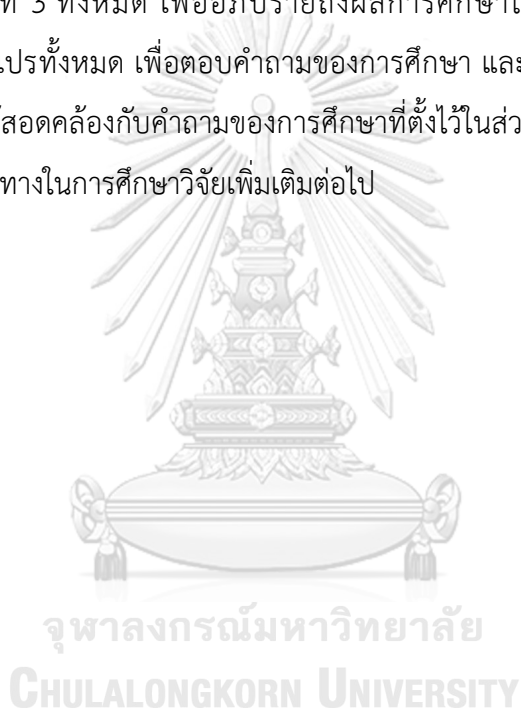 ที่ 3 ทั้งหมด เพื่ออภิปรายถึงผลการศึกษาใ
เปรทั้งหมด เพื่อตอบคำถามของการศึกษา และ
สอดคล้องกับคำถามของการศึกษาที่ตั้งไว้ในส่ว
ทางในการศึกษาวิจัยเพิ่มเติมต่อไป
จุฬาลงกรณ์มหาวิทยาลัย
CHULALONGKORN UNIVERSITY